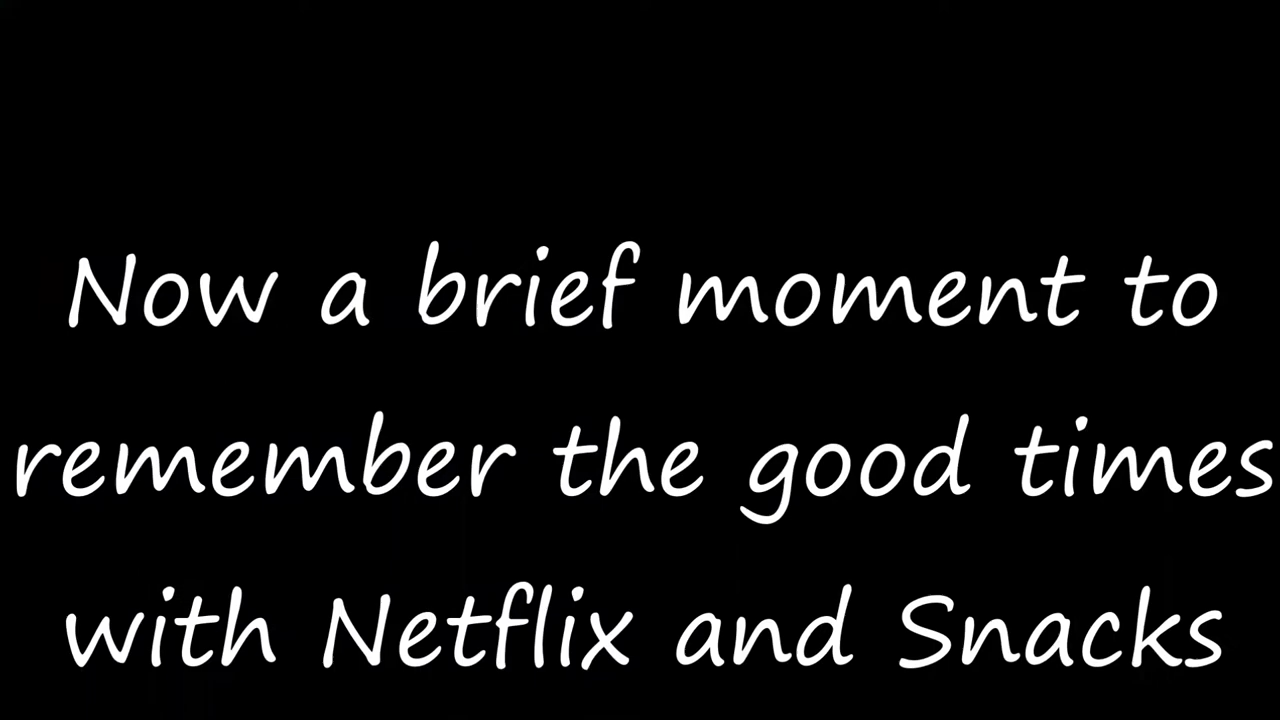 Now a brief moment to
remember the good times
with Netflix and Snacks